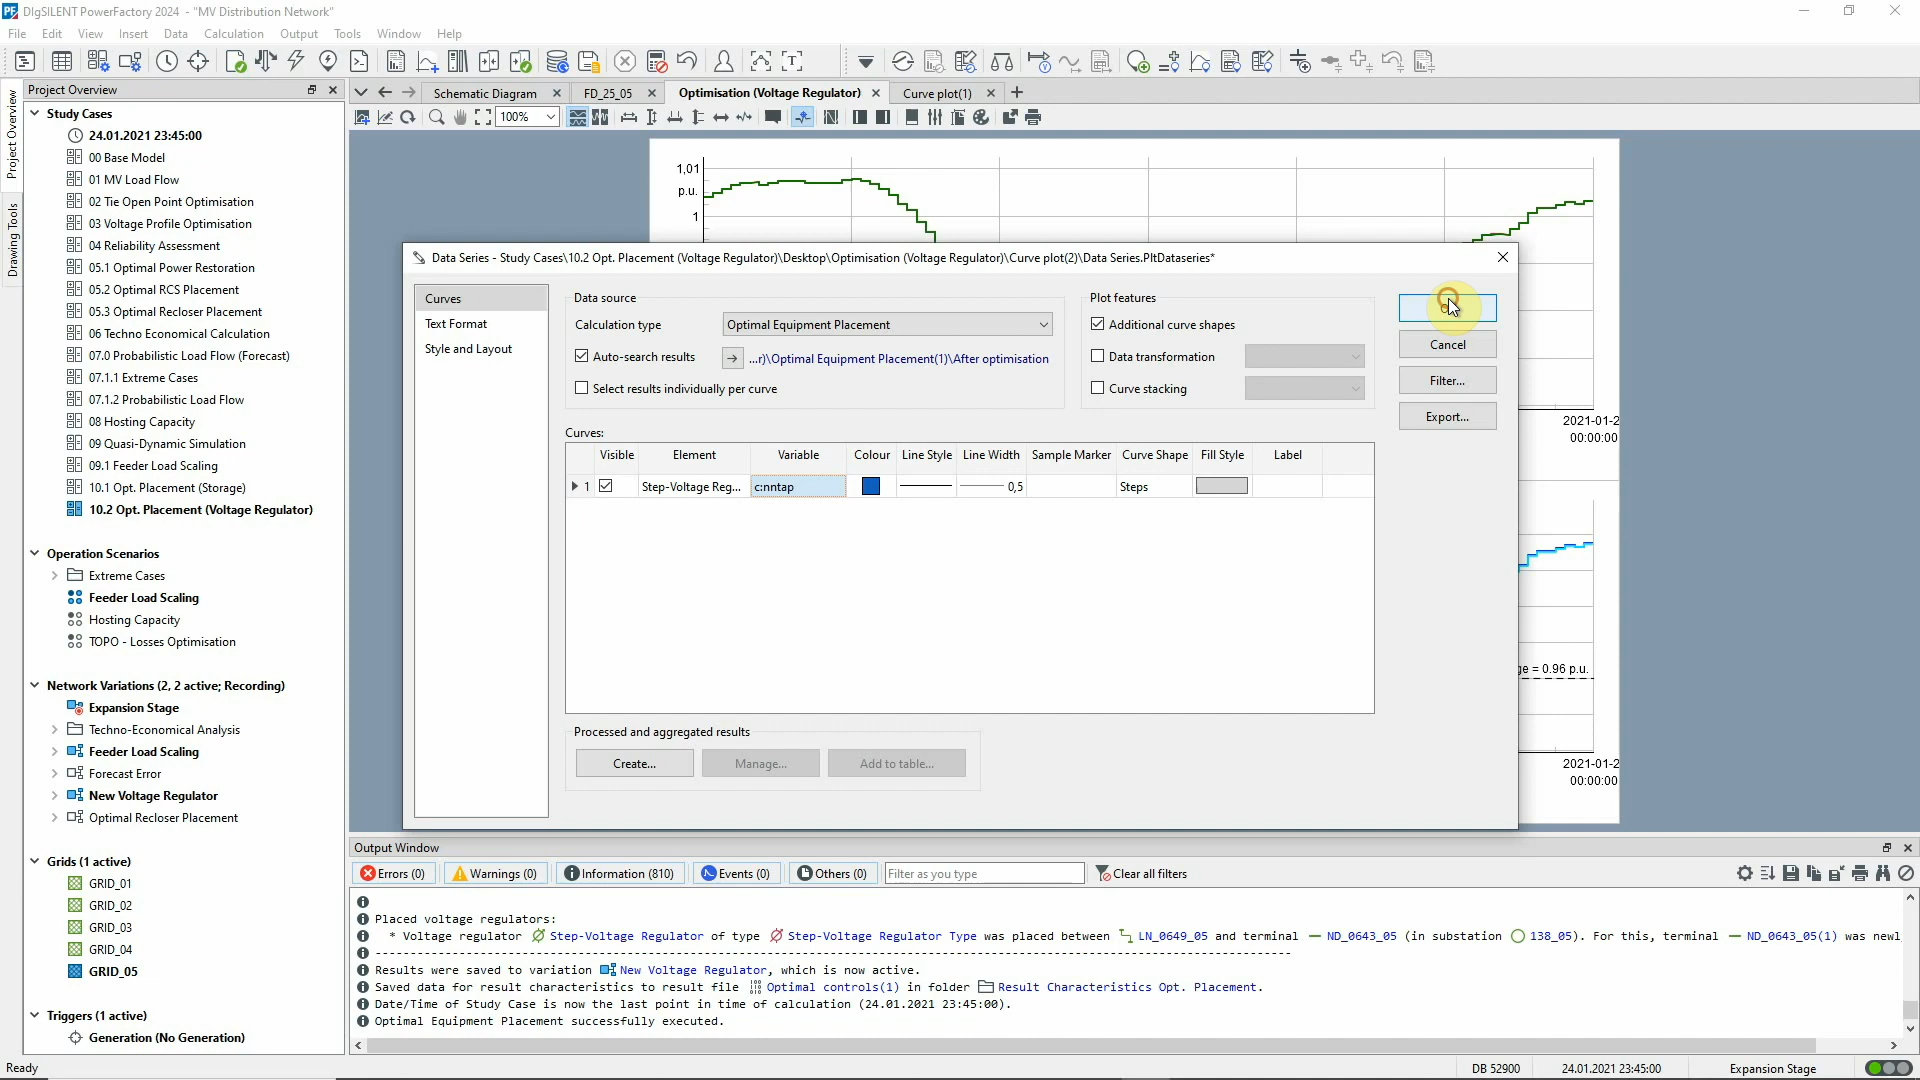 DIgSILENT PowerFactory 2024 - "MV Distribution Network"
File Edit View Insert Data Calculation Output Tools Window Help
Project Overview
Schematic Diagram FD_25_05 Optimisation (Voltage Regulator) Curve plot(1)
100%
Project Overview
Drawing Tools
Study Cases
24.01.2021 23:45:00
00 Base Model
01 MV Load Flow
02 Tie Open Point Optimisation
03 Voltage Profile Optimisation
04 Reliability Assessment
05.1 Optimal Power Restoration
05.2 Optimal RCS Placement
05.3 Optimal Recloser Placement
06 Techno Economical Calculation
07.0 Probabilistic Load Flow (Forecast)
07.1.1 Extreme Cases
07.1.2 Probabilistic Load Flow
08 Hosting Capacity
09 Quasi-Dynamic Simulation
09.1 Feeder Load Scaling
10.1 Opt. Placement (Storage)
10.2 Opt. Placement (Voltage Regulator)
Operation Scenarios
Extreme Cases
Feeder Load Scaling
Hosting Capacity
TOPO - Losses Optimisation
Network Variations (2, 2 active; Recording)
Expansion Stage
Techno-Economical Analysis
Feeder Load Scaling
Forecast Error
New Voltage Regulator
Optimal Recloser Placement
Grids (1 active)
GRID_01
GRID_02
GRID_03
GRID_04
GRID_05
Triggers (1 active)
Generation (No Generation)
1,01
p.u.
1
2021-01-2
00:00:00
ge = 0.96 p.u.
2021-01-2
00:00:00
Data Series - Study Cases\10.2 Opt. Placement (Voltage Regulator)\Desktop\Optimisation (Voltage Regulator)\Curve plot(2)\Data Series.PltDataseries*
Curves
Text Format
Style and Layout
Data source
Calculation type Optimal Equipment Placement
Auto-search results ...r)\Optimal Equipment Placement(1)\After optimisation
Select results individually per curve
Plot features
Additional curve shapes
Data transformation
Curve stacking
Cancel
Filter...
Export...
Curves:
Visible Element Variable Colour Line Style Line Width Sample Marker Curve Shape Fill Style Label
1 Step-Voltage Reg... c:nntap 0,5 Steps
Processed and aggregated results
Create... Manage... Add to table...
Output Window
Errors (0) Warnings (0) Information (810) Events (0) Others (0) Filter as you type Clear all filters
Placed voltage regulators:
* Voltage regulator Step-Voltage Regulator of type Step-Voltage Regulator Type was placed between LN_0649_05 and terminal ND_0643_05 (in substation 138_05). For this, terminal ND_0643_05(1) was newl
--------------------------------------------------------------------------------
Results were saved to variation New Voltage Regulator, which is now active.
Saved data for result characteristics to result file Optimal controls(1) in folder Result Characteristics Opt. Placement.
Date/Time of Study Case is now the last point in time of calculation (24.01.2021 23:45:00).
Optimal Equipment Placement successfully executed.
Ready DB 52900 24.01.2021 23:45:00 Expansion Stage